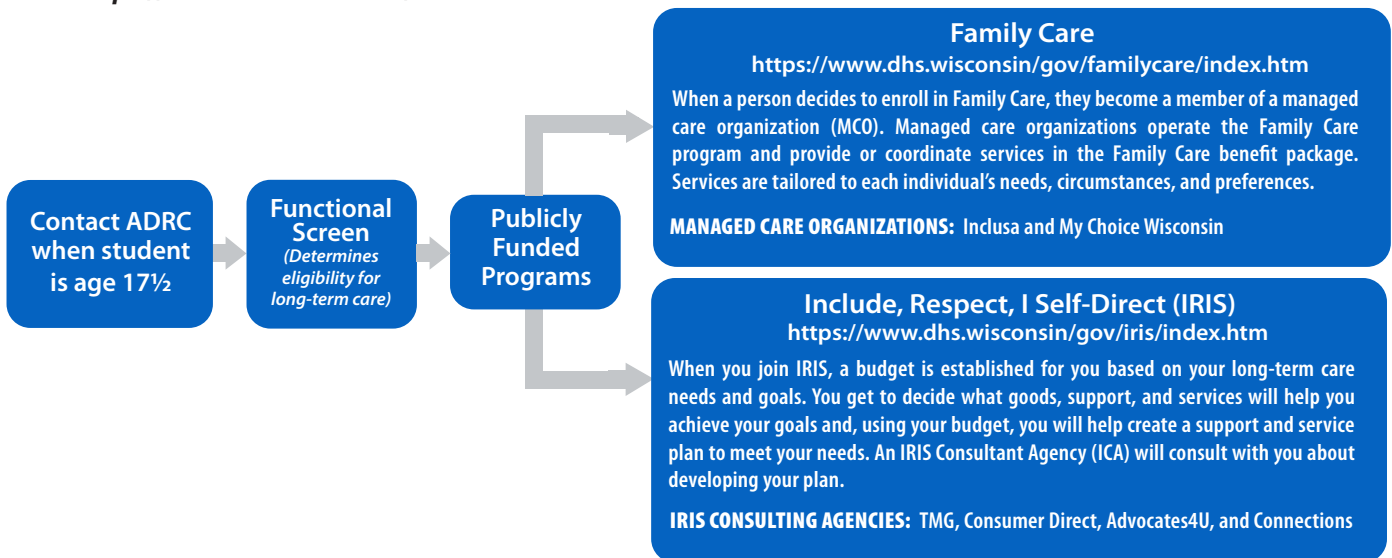 Contact ADRC
when student
is age 17½
Functional
Screen
(Determines
eligibility for
long-term care)
Publicly
Funded
Programs
Family Care
https://www.dhs.wisconsin/gov/familycare/index.htm
When a person decides to enroll in Family Care, they become a member of a managed
care organization (MCO). Managed care organizations operate the Family Care
program and provide or coordinate services in the Family Care benefit package.
Services are tailored to each individual's needs, circumstances, and preferences.
MANAGED CARE ORGANIZATIONS: Inclusa and My Choice Wisconsin
Include, Respect, I Self-Direct (IRIS)
https://www.dhs.wisconsin/gov/iris/index.htm
When you join IRIS, a budget is established for you based on your long-term care
needs and goals. You get to decide what goods, support, and services will help you
achieve your goals and, using your budget, you will help create a support and service
plan to meet your needs. An IRIS Consultant Agency (ICA) will consult with you about
developing your plan.
IRIS CONSULTING AGENCIES: TMG, Consumer Direct, Advocates4U, and Connections